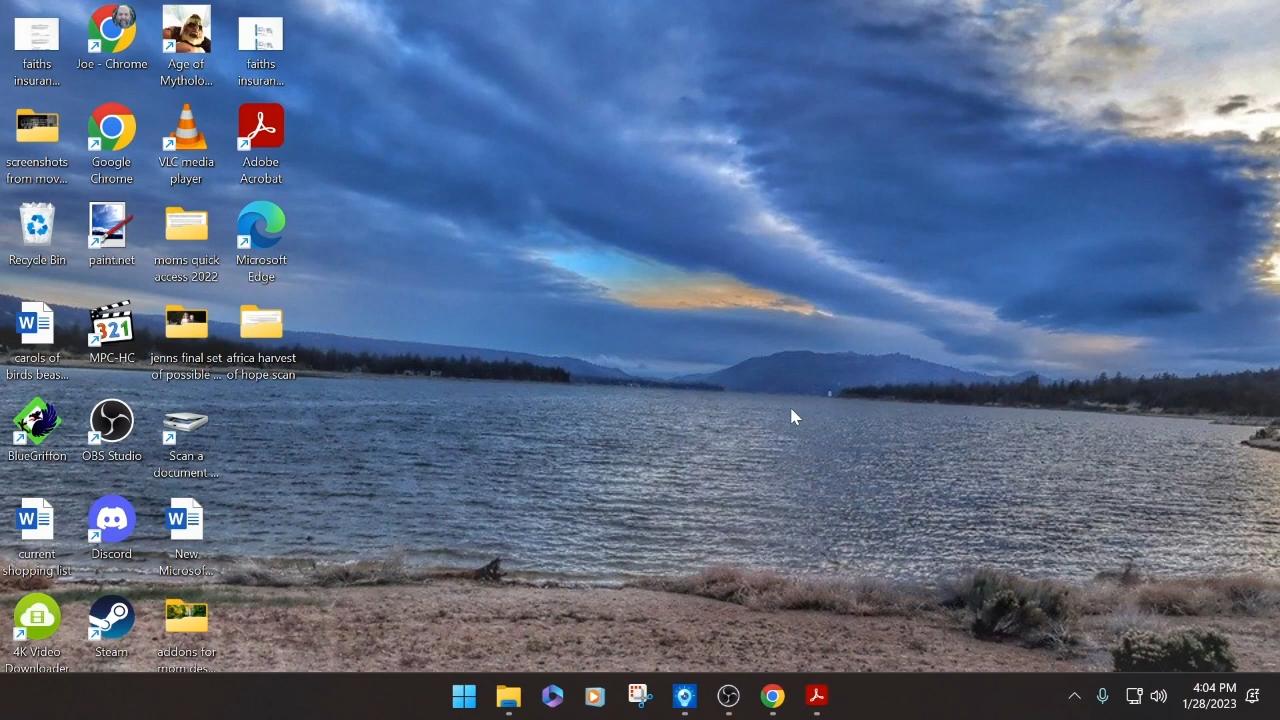 faiths
insuran...
Joe - Chrome
Age of
Mytholo...
faiths
insuran...
screenshots
from mov...
Google
Chrome
VLC media
player
Adobe
Acrobat
Recycle Bin
paint.net
moms quick
access 2022
Microsoft
Edge
carols of
birds beas...
MPC-HC
jenns final set
of possible ...
africa harvest
of hope scan
BlueGriffon
OBS Studio
Scan a
document ...
current
shopping list
Discord
New
Microsof...
4K Video
Downloader
Steam
addons for
mom des...
321
4:04 PM
1/28/2023